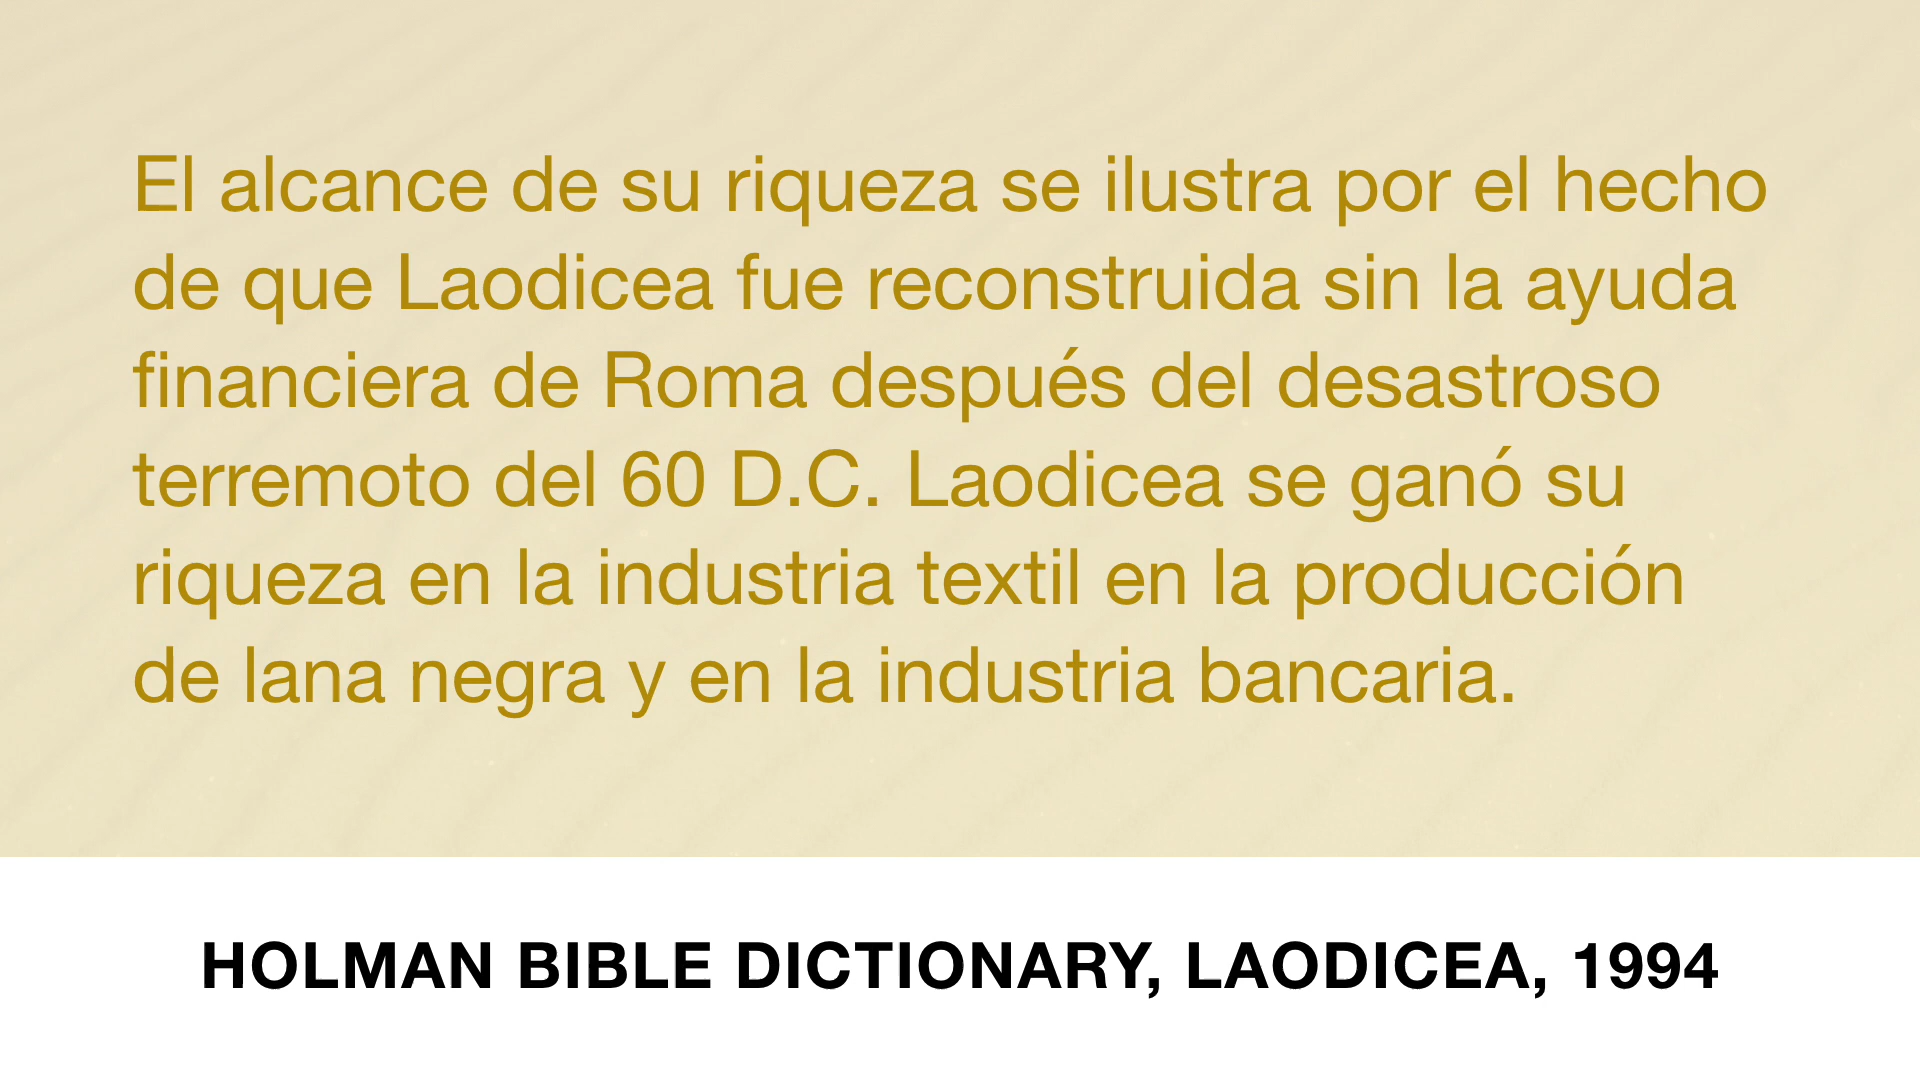 El alcance de su riqueza se ilustra por el hecho
de que Laodicea fue reconstruida sin la ayuda
financiera de Roma después del desastroso
terremoto del 60 D.C. Laodicea se ganó su
riqueza en la industria textil en la producción
de lana negra y en la industria bancaria.
HOLMAN BIBLE DICTIONARY, LAODICEA, 1994